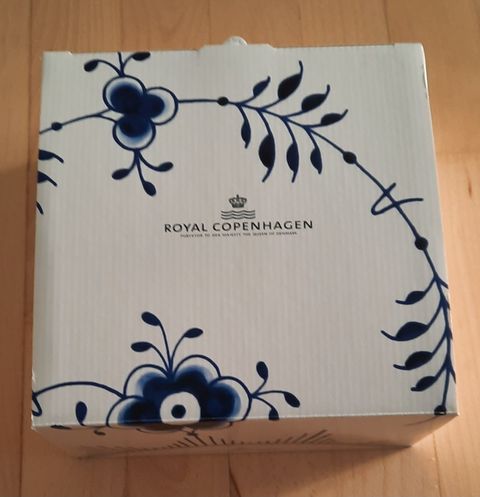 ROYAL COPENHAGEN
PURVEYOR TO HER MAJESTY THE QUEEN OF DENMARK